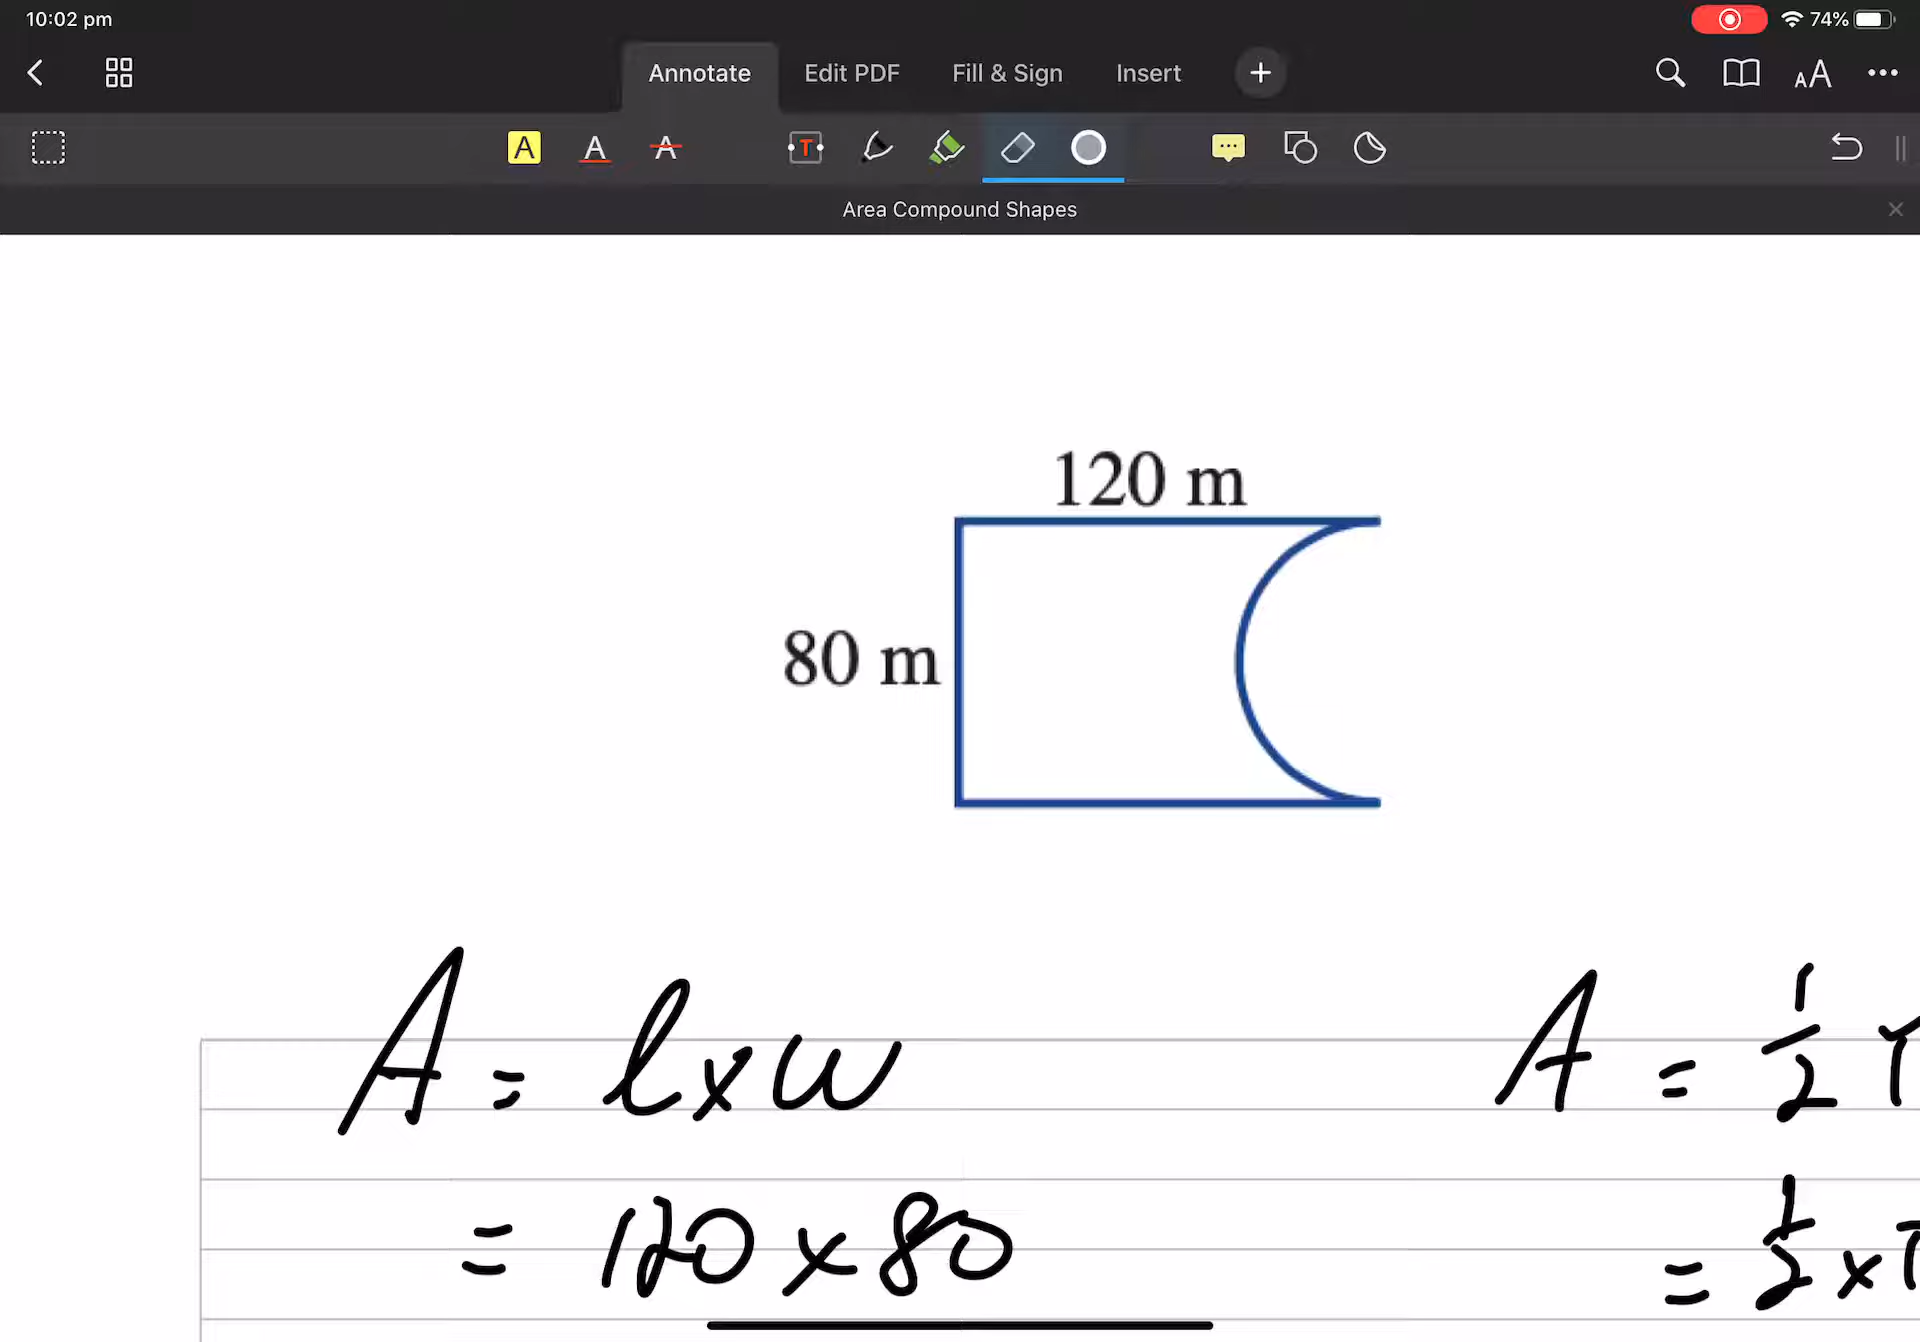 10:02 pm
74%
Annotate Edit PDF Fill & Sign Insert
AA
A A A T
Area Compound Shapes
120 m
80 m
A = l x w
= 120 x 80
A = 1/2
= 1/2 x